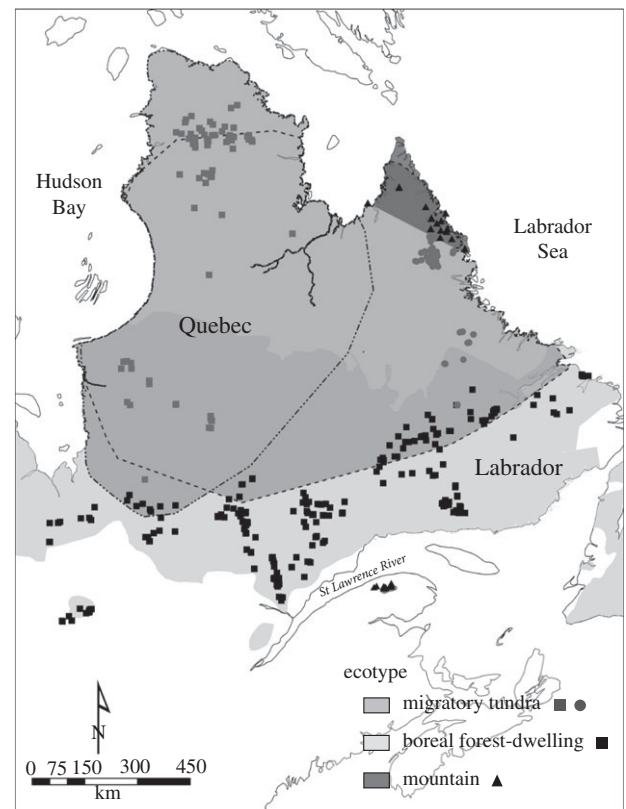 Hudson
Bay
Labrador
Sea
Quebec
Labrador
St Lawrence River
ecotype
migratory tundra
boreal forest-dwelling
mountain
N
0 75 150 300 450
km